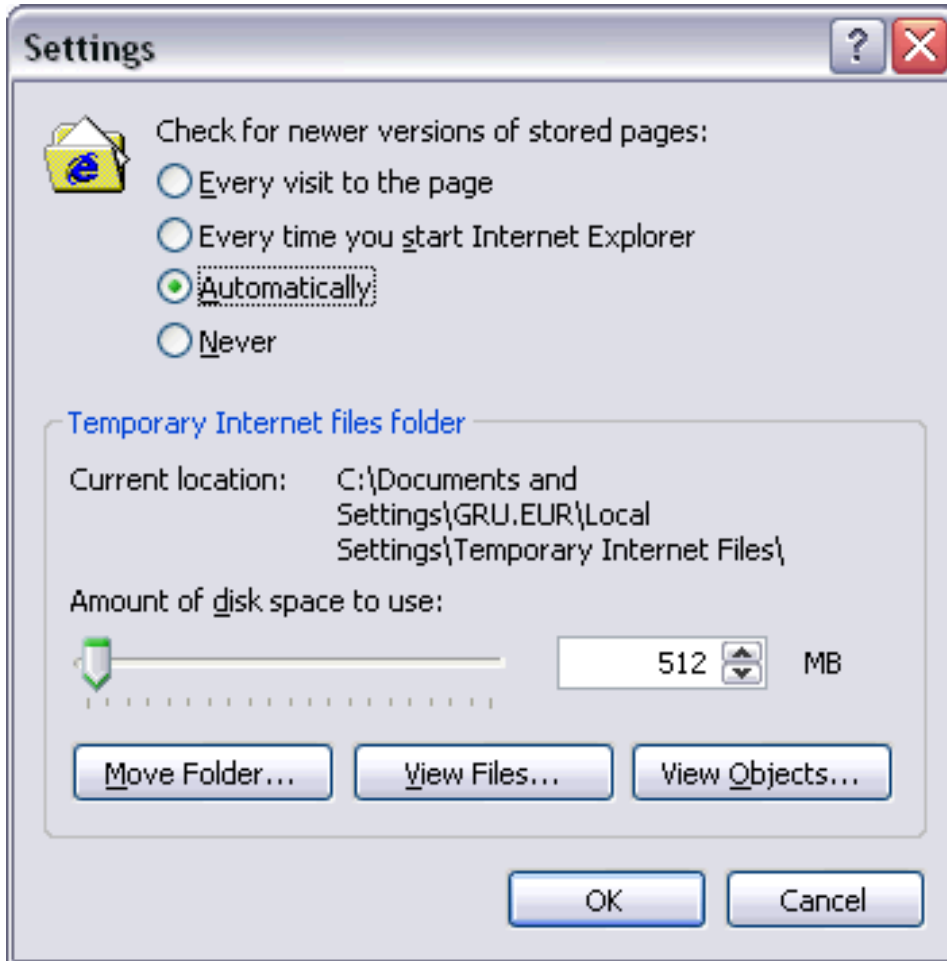 Settings
Check for newer versions of stored pages:
Every visit to the page
Every time you start Internet Explorer
Automatically
Never
Temporary Internet files folder
Current location: C:\Documents and
Settings\GRU.EUR\Local
Settings\Temporary Internet Files\
Amount of disk space to use:
512 MB
Move Folder... View Files... View Objects...
OK Cancel